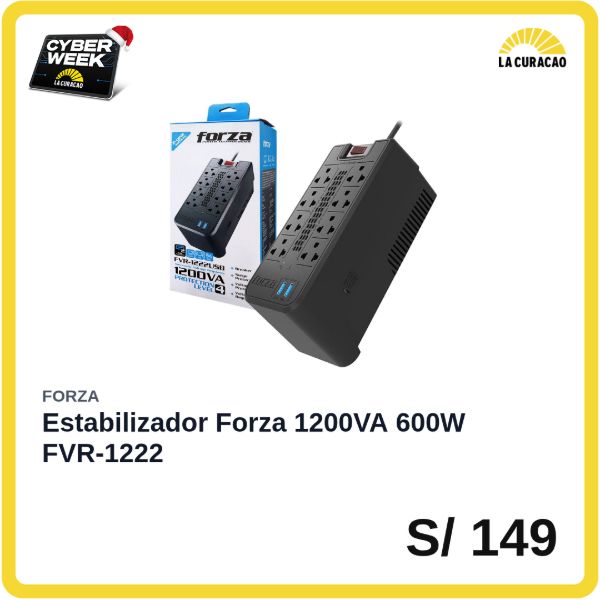 CYBER
WEEK
LA CURACAO
LA CURACAO
forza
FVR-1222USB
1200VA
PROTECTION
LEVEL 4
forza
FORZA
Estabilizador Forza 1200VA 600W
FVR-1222
S/ 149